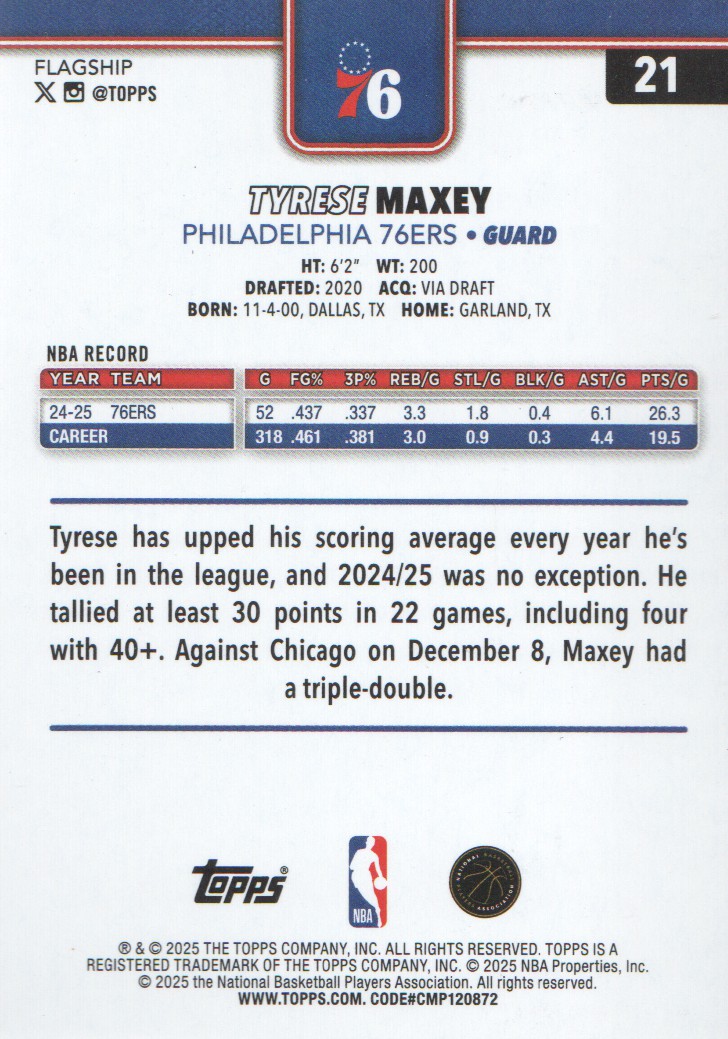 FLAGSHIP
X @TOPPS
76
21
TYRESE MAXEY
PHILADELPHIA 76ERS • GUARD
HT: 6'2" WT: 200
DRAFTED: 2020 ACQ: VIA DRAFT
BORN: 11-4-00, DALLAS, TX HOME: GARLAND, TX
NBA RECORD
YEAR TEAM G FG% 3P% REB/G STL/G BLK/G AST/G PTS/G
24-25 76ERS 52 .437 .337 3.3 1.8 0.4 6.1 26.3
CAREER 318 .461 .381 3.0 0.9 0.3 4.4 19.5
Tyrese has upped his scoring average every year he's
been in the league, and 2024/25 was no exception. He
tallied at least 30 points in 22 games, including four
with 40+. Against Chicago on December 8, Maxey had
a triple-double.
Topps®
NBA
NATIONAL BASKETBALL PLAYERS ASSOCIATION
® & © 2025 THE TOPPS COMPANY, INC. ALL RIGHTS RESERVED. TOPPS IS A
REGISTERED TRADEMARK OF THE TOPPS COMPANY, INC. © 2025 NBA Properties, Inc.
© 2025 the National Basketball Players Association. All rights reserved.
WWW.TOPPS.COM. CODE#CMP120872